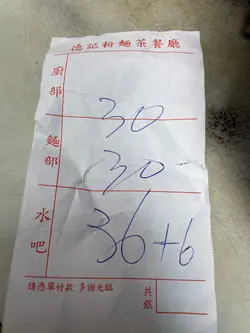 德記粉麵茶餐廳
廚部 30
麵部 30
水吧 36+6
請憑單付款 多謝光臨 共銀